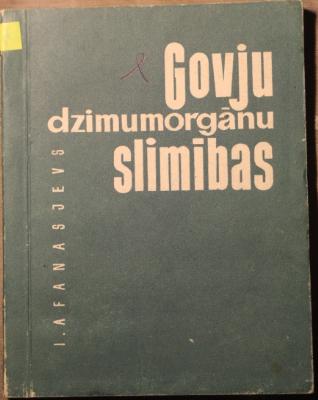 Govju
dzimumorgānu
slimības
I. AFANASJEVS